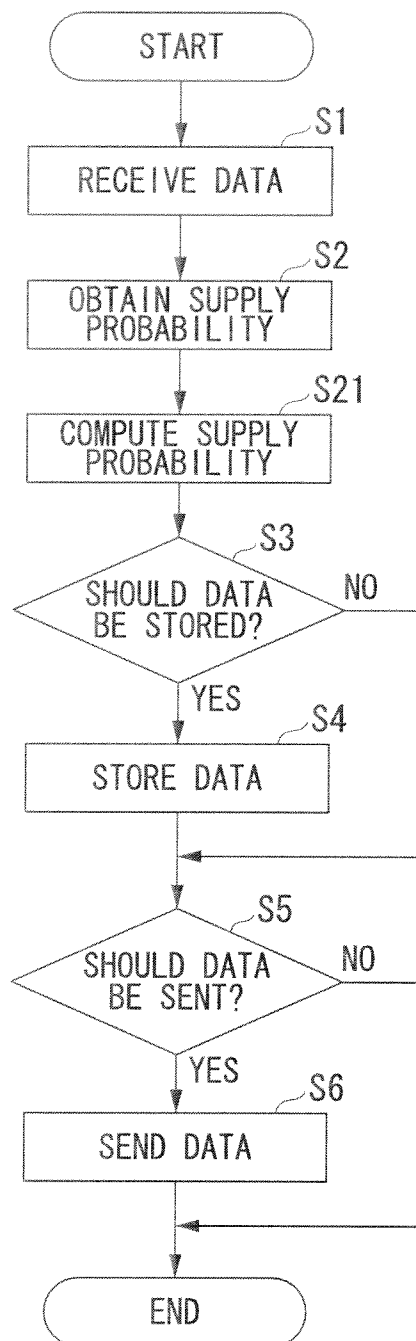 START
S1
RECEIVE DATA
S2
OBTAIN SUPPLY
PROBABILITY
S21
COMPUTE SUPPLY
PROBABILITY
S3
SHOULD DATA
BE STORED?
NO
YES
S4
STORE DATA
S5
SHOULD DATA
BE SENT?
NO
YES
S6
SEND DATA
END